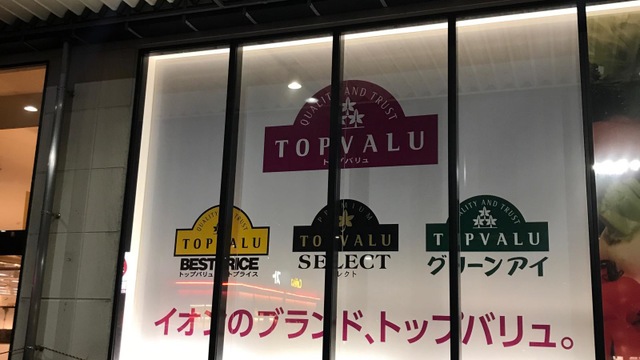 QUALITY AND TRUST
TOPVALU
トップバリュ
QUALITY AND TRUST
TOPVALU
BESTPRICE
トップバリュ ベストプライス
PREMIUM
TOPVALU
SELECT
セレクト
QUALITY AND TRUST
TOPVALU
グリーンアイ
イオンのブランド、トップバリュ。